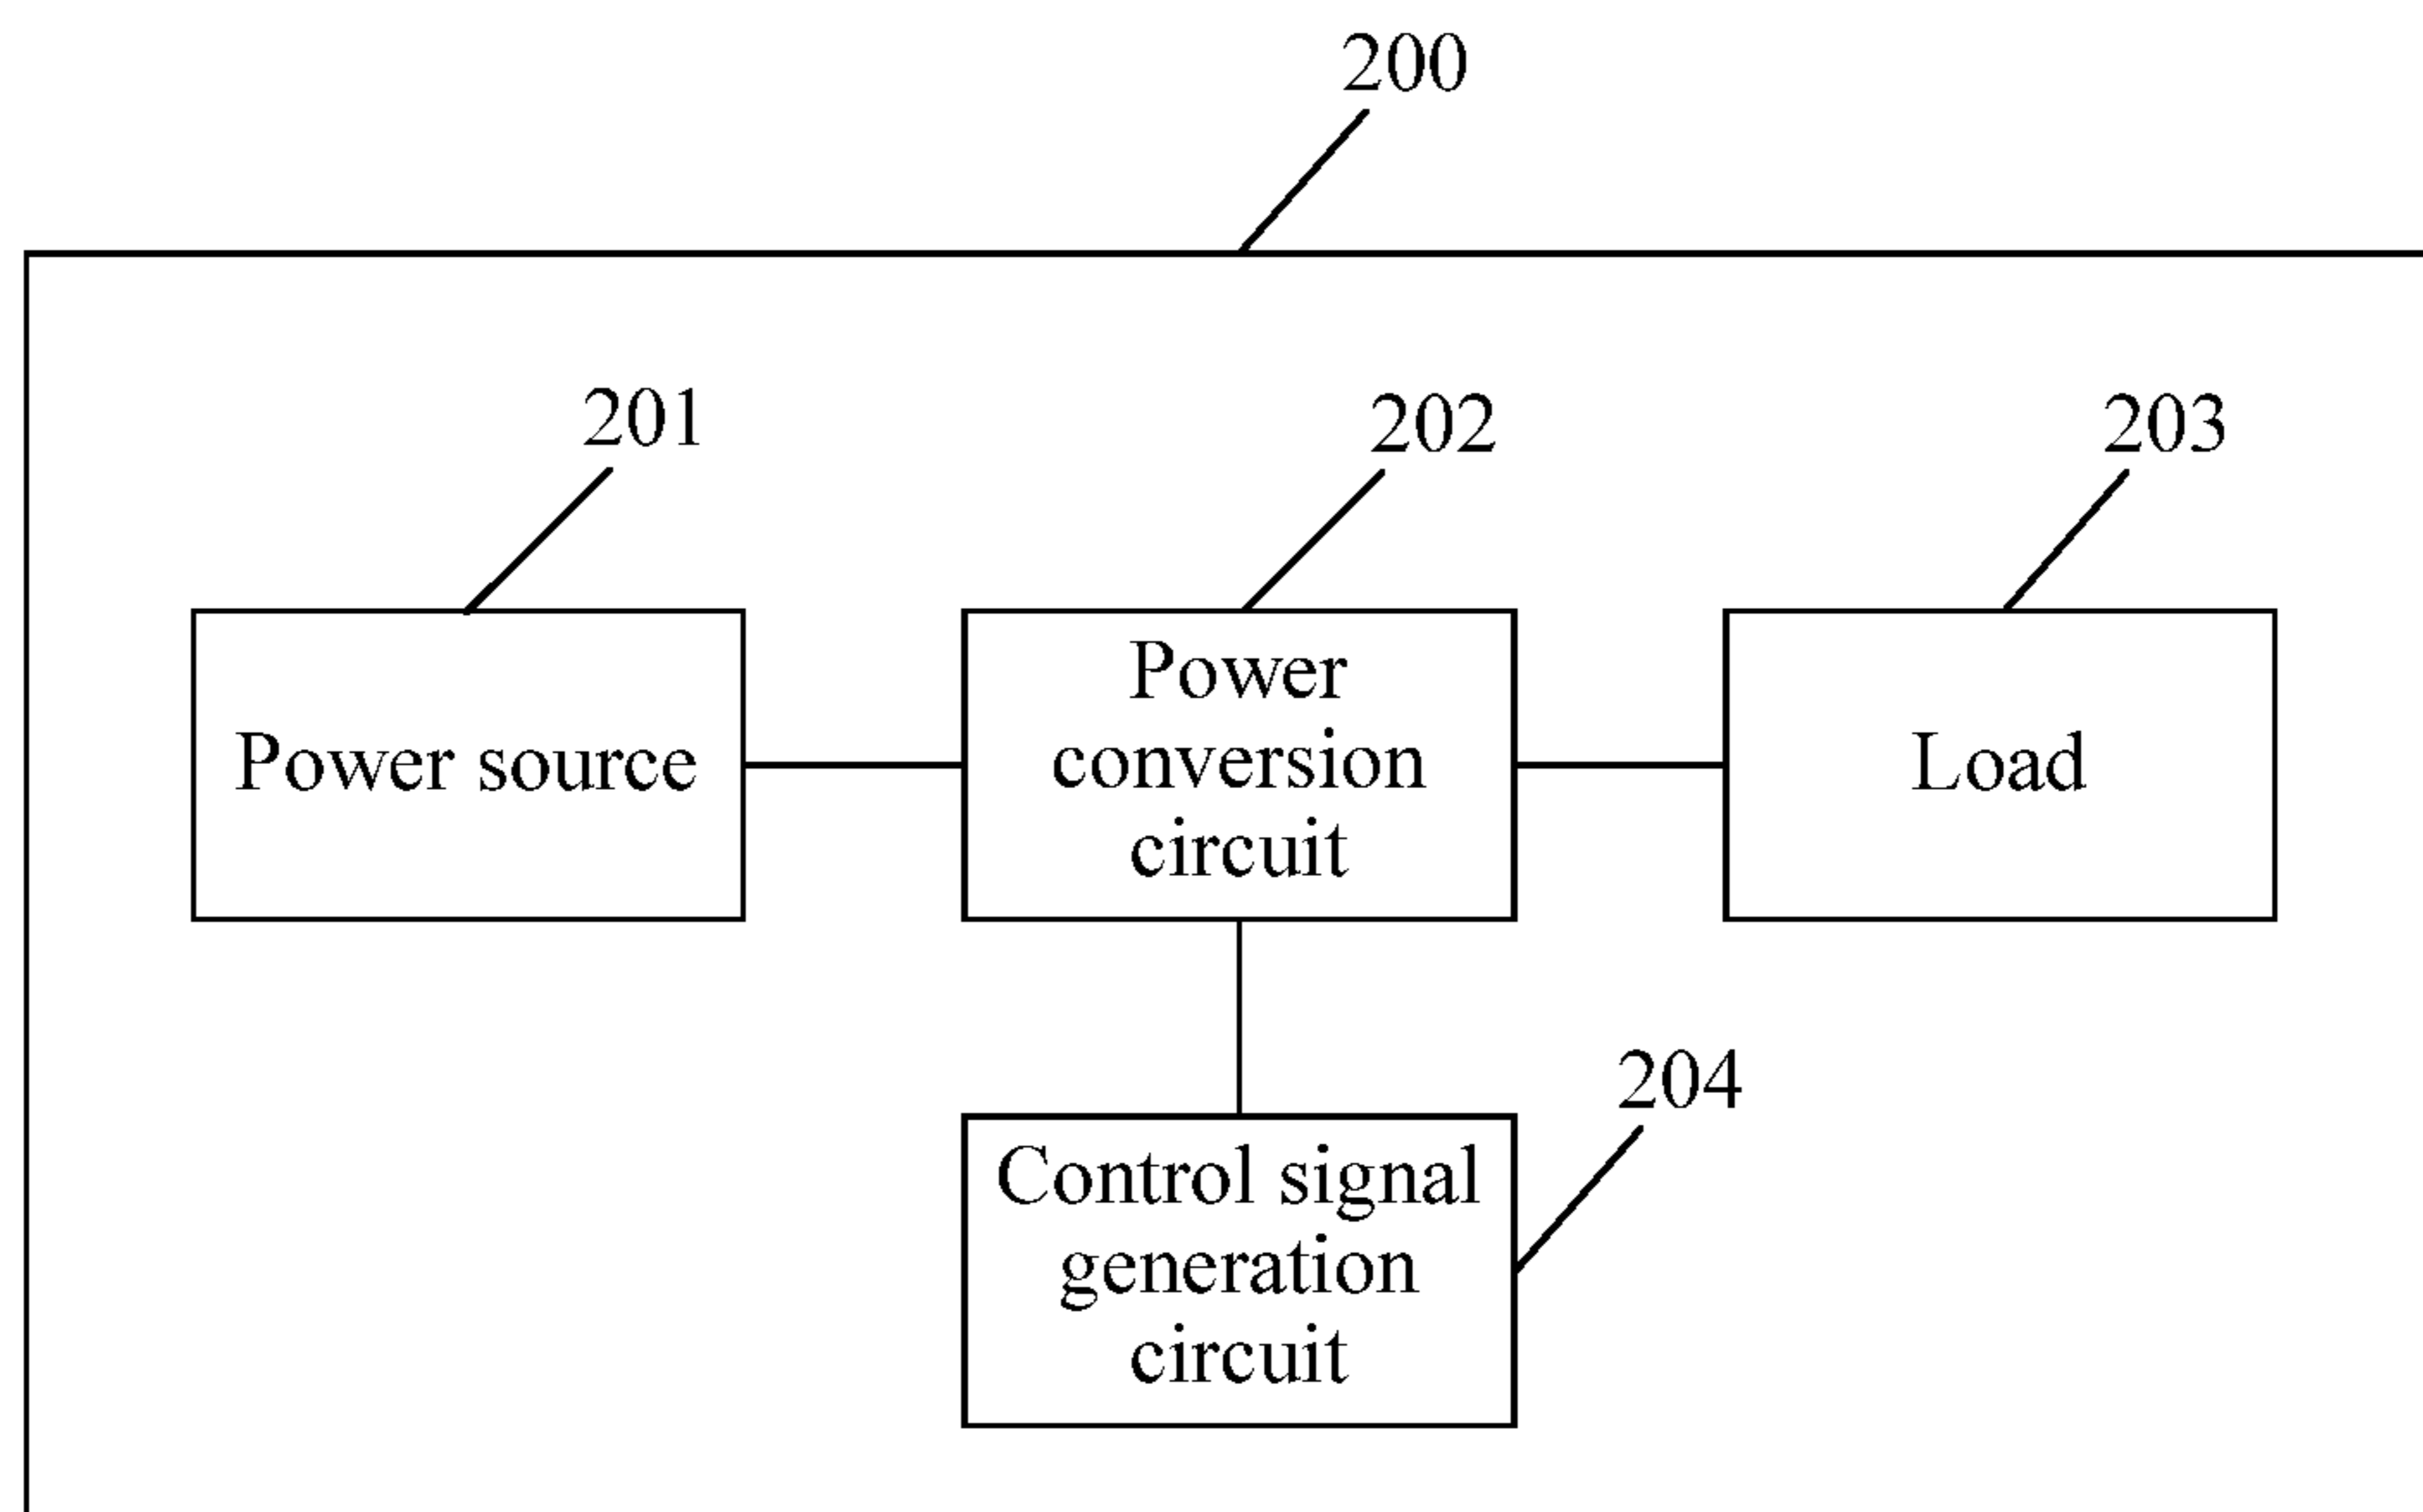 200
201
202
203
Power source
Power
conversion
circuit
Load
204
Control signal
generation
circuit